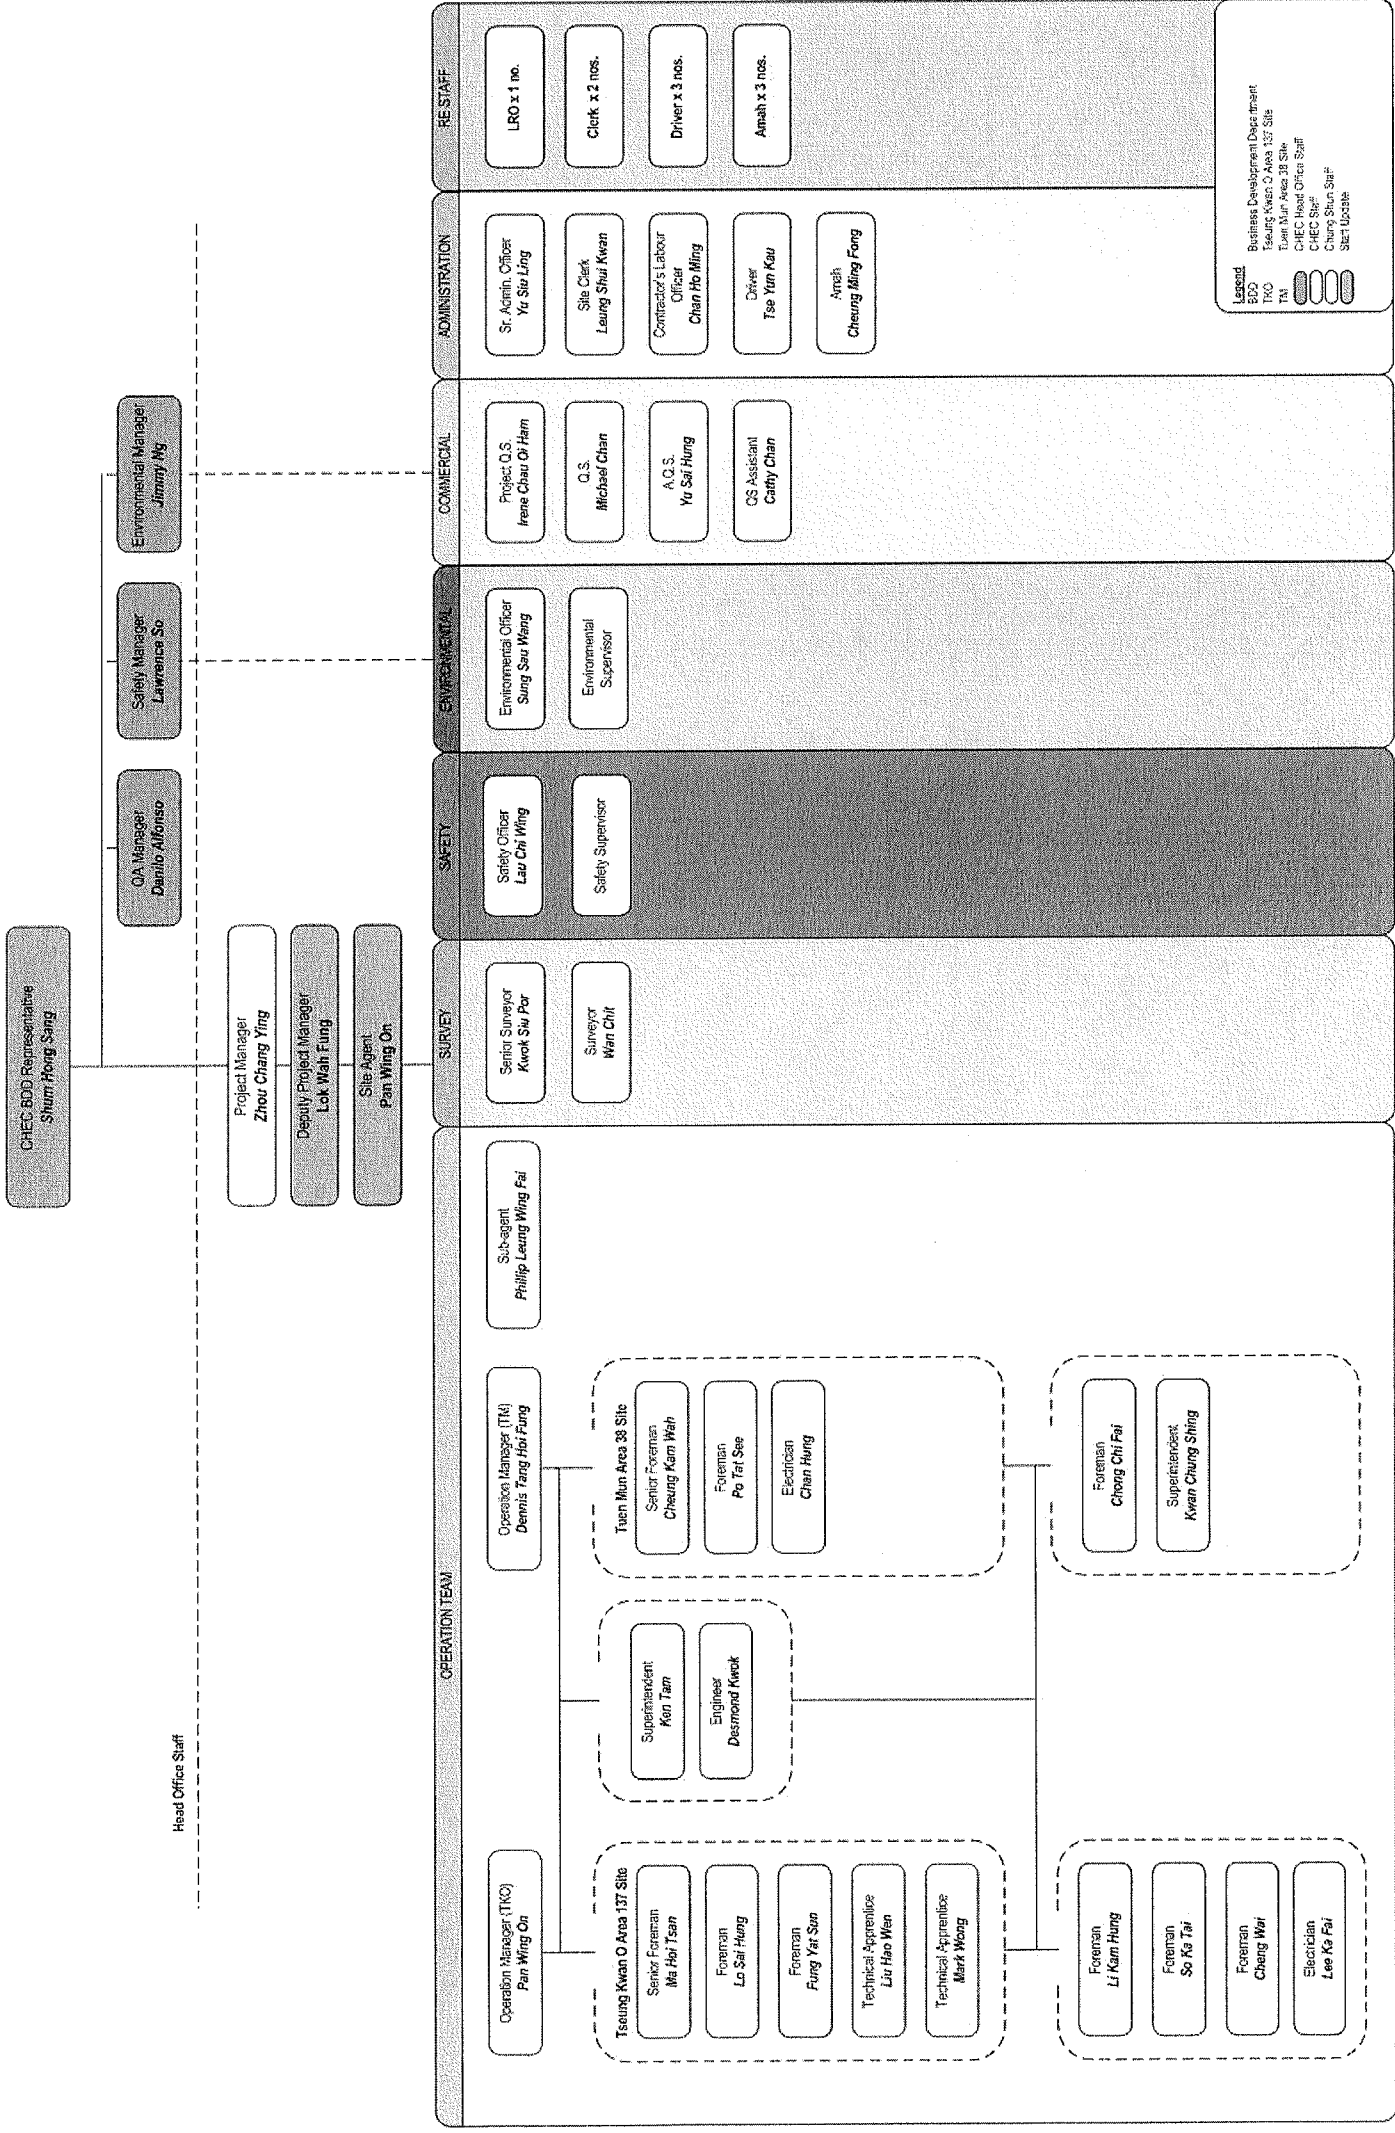 CHEC BDD Representative
Shum Hong Sang
QA Manager
Danilo Alfonso
Safety Manager
Lawrence So
Environmental Manager
Jimmy Ng
Head Office Staff
Project Manager
Zhou Chang Ying
Deputy Project Manager
Lok Wah Fung
Site Agent
Pan Wing On
OPERATION TEAM
Operation Manager (TKO)
Pan Wing On
Operation Manager (TM)
Dennis Tang Hoi Fung
Sub-agent
Phillip Leung Wing Fai
Tseung Kwan O Area 137 Site
Senior Foreman
Ma Hoi Tsan
Foreman
Lo Sai Hung
Foreman
Fung Yat Sun
Technical Apprentice
Liu Hao Wen
Technical Apprentice
Mark Wong
Superintendent
Ken Tam
Engineer
Desmond Kwok
Tuen Mun Area 38 Site
Senior Foreman
Cheung Kam Wah
Foreman
Po Tat See
Electrician
Chan Hung
Foreman
Li Kam Hung
Foreman
So Ka Tai
Foreman
Cheng Wai
Electrician
Lee Ka Fai
Foreman
Chong Chi Fai
Superintendent
Kwan Chung Shing
SURVEY
Senior Surveyor
Kwok Siu Por
Surveyor
Wan Chit
SAFETY
Safety Officer
Lau Chi Wing
Safety Supervisor
ENVIRONMENTAL
Environmental Officer
Sung Sau Wang
Environmental
Supervisor
COMMERCIAL
Project Q.S.
Irene Chau Oi Ham
Q.S.
Michael Chan
A.Q.S.
Yu Sai Hung
QS Assistant
Cathy Chan
ADMINISTRATION
Sr. Admin. Officer
Yu Siu Ling
Site Clerk
Leung Shui Kwan
Contractor's Labour
Officer
Chan Ho Ming
Driver
Tse Yun Kau
Amah
Cheung Ming Fong
RE STAFF
LRO x 1 no.
Clerk x 2 nos.
Driver x 3 nos.
Amah x 3 nos.
Legend
BDD Business Development Department
TKO Tseung Kwan O Area 137 Site
TM Tuen Mun Area 38 Site
CHEC Head Office Staff
CHEC Staff
Chung Shun Staff
Staff Update